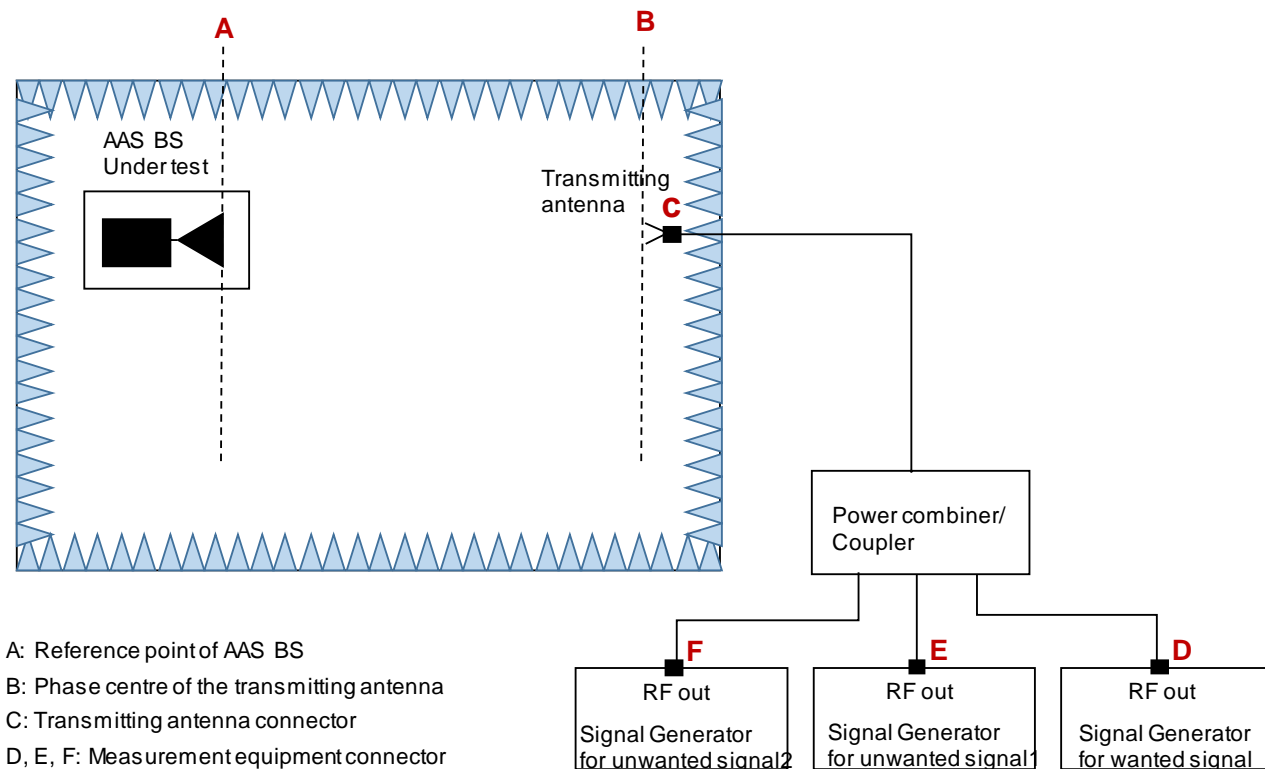 A
B
AAS BS
Under test
Transmitting
antenna
C
Power combiner/
Coupler
A: Reference point of AAS BS
B: Phase centre of the transmitting antenna
C: Transmitting antenna connector
D, E, F: Measurement equipment connector
F
RF out
Signal Generator
for unwanted signal2
E
RF out
Signal Generator
for unwanted signal1
D
RF out
Signal Generator
for wanted signal